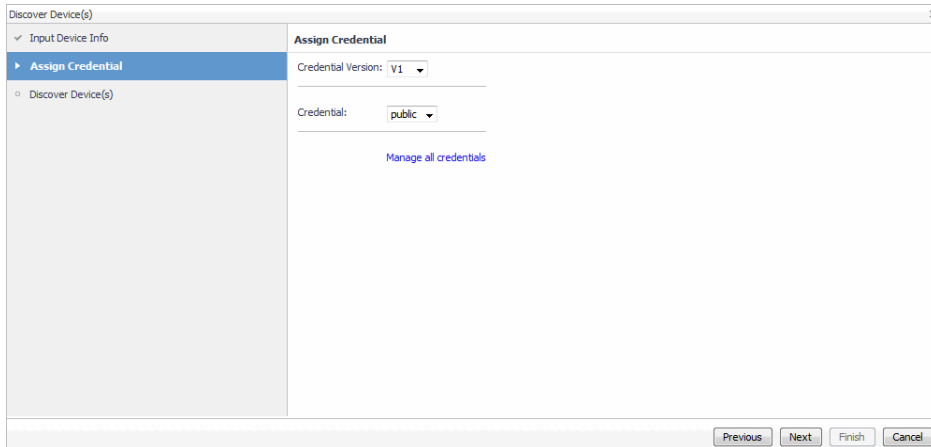 Discover Device(s)
Input Device Info
Assign Credential
Discover Device(s)
Assign Credential
Credential Version: V1
Credential: public
Manage all credentials
Previous Next Finish Cancel